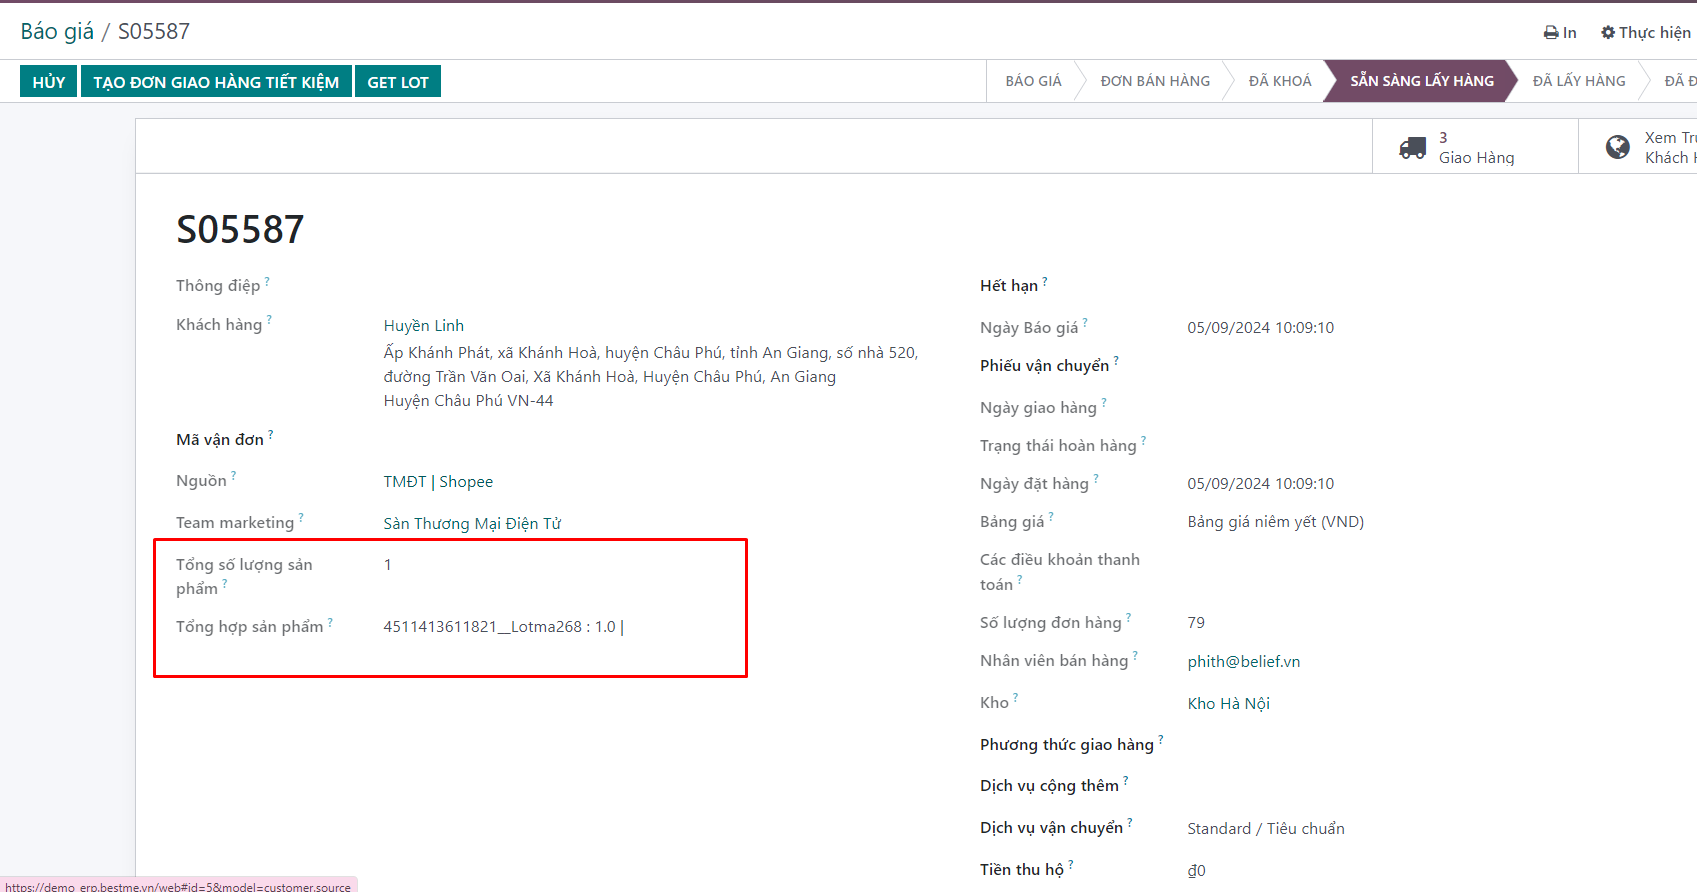 Báo giá / S05587
In
Thực hiện
HỦY
TẠO ĐƠN GIAO HÀNG TIẾT KIỆM
GET LOT
BÁO GIÁ
ĐƠN BÁN HÀNG
ĐÃ KHOÁ
SẴN SÀNG LẤY HÀNG
ĐÃ LẤY HÀNG
ĐÃ
3
Giao Hàng
Xem
Khách
S05587
Thông điệp ?
Khách hàng ?
Huyền Linh
Ấp Khánh Phát, xã Khánh Hoà, huyện Châu Phú, tỉnh An Giang, số nhà 520,
đường Trần Văn Oai, Xã Khánh Hoà, Huyện Châu Phú, An Giang
Huyện Châu Phú VN-44
Mã vận đơn ?
Nguồn ?
TMĐT | Shopee
Team marketing ?
Sàn Thương Mại Điện Tử
Tổng số lượng sản
phẩm ?
1
Tổng hợp sản phẩm ?
4511413611821__Lotma268 : 1.0 |
Hết hạn ?
Ngày Báo giá ?
05/09/2024 10:09:10
Phiếu vận chuyển ?
Ngày giao hàng ?
Trạng thái hoàn hàng ?
Ngày đặt hàng ?
05/09/2024 10:09:10
Bảng giá ?
Bảng giá niêm yết (VND)
Các điều khoản thanh
toán ?
Số lượng đơn hàng ?
79
Nhân viên bán hàng ?
phith@belief.vn
Kho ?
Kho Hà Nội
Phương thức giao hàng ?
Dịch vụ cộng thêm ?
Dịch vụ vận chuyển ?
Standard / Tiêu chuẩn
Tiền thu hộ ?
₫0
https://demo_erp.bestme.vn/web#id=5&model=customer.source